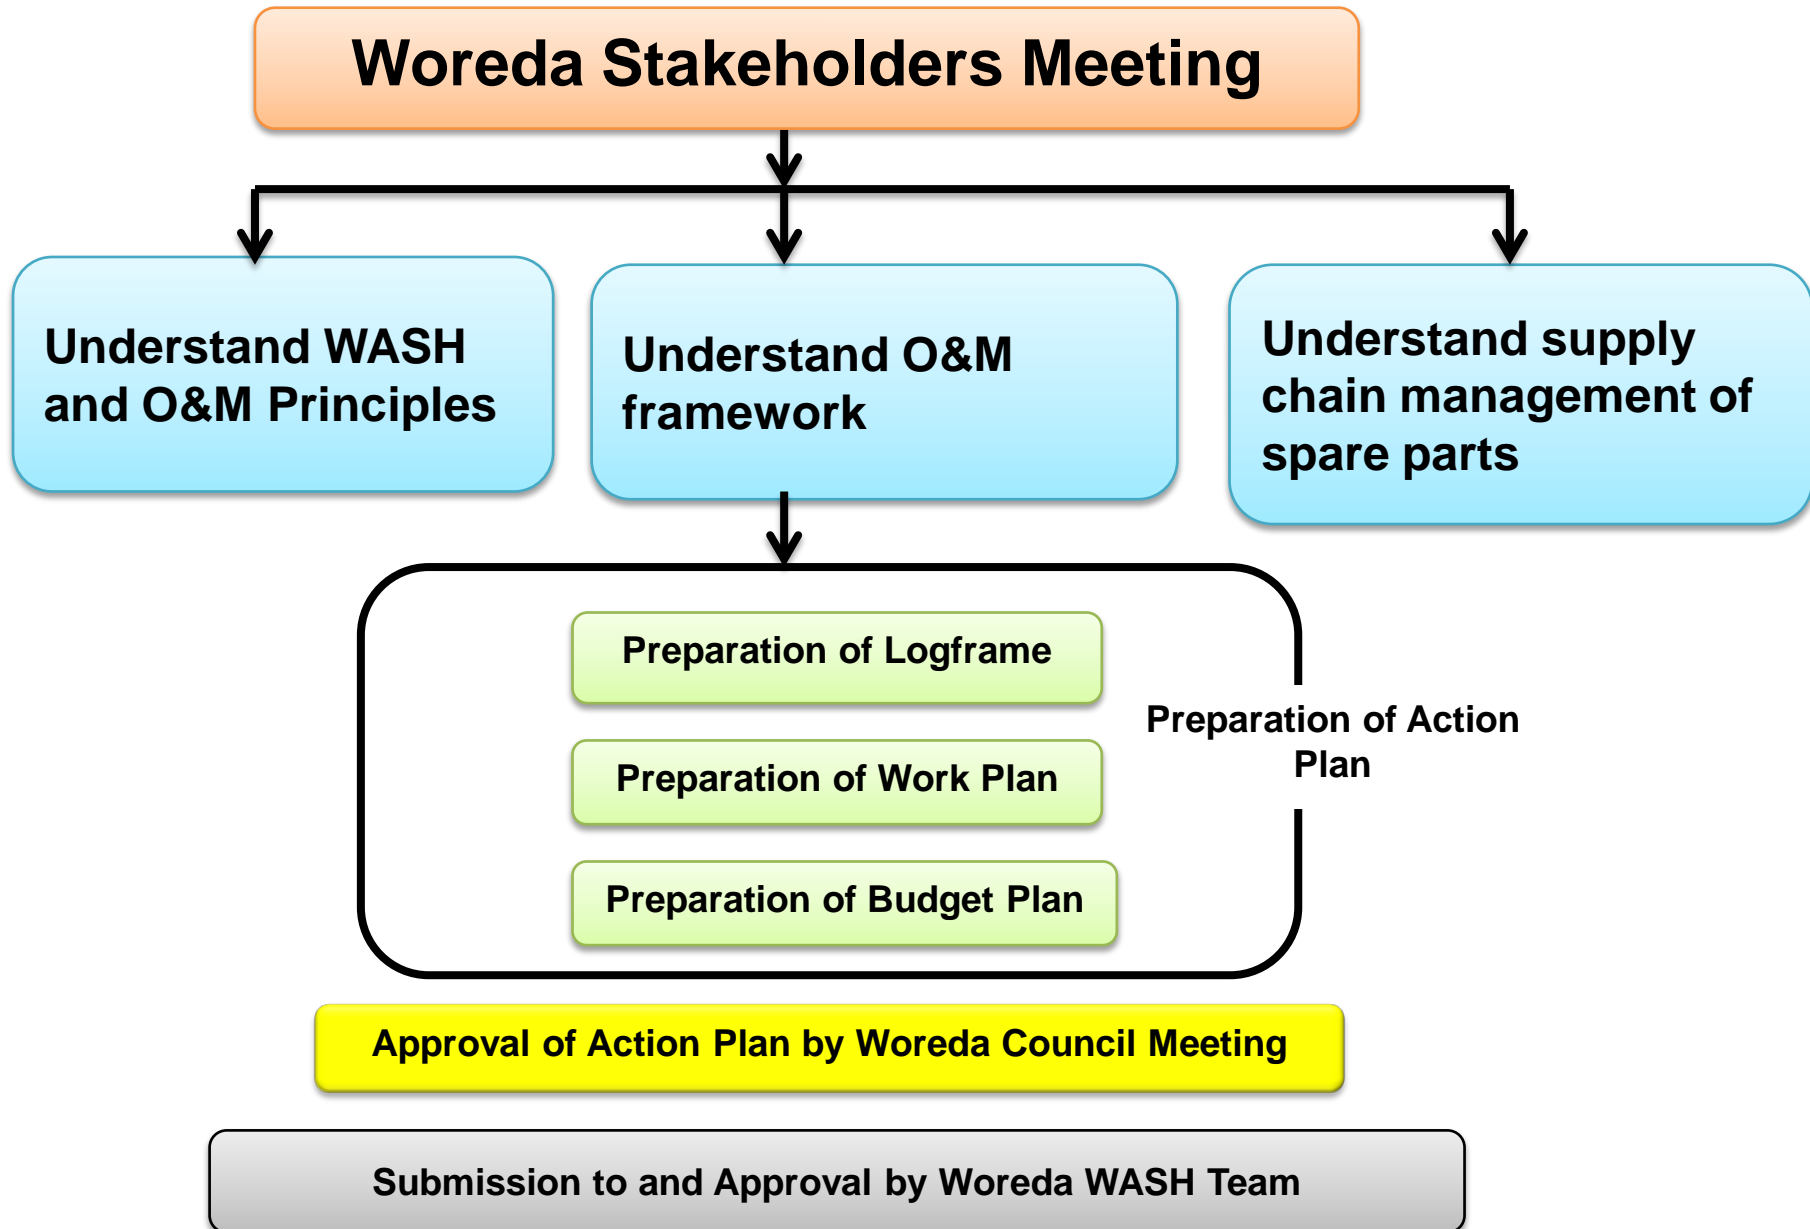 Woreda Stakeholders Meeting
Understand WASH
and O&M Principles
Understand O&M
framework
Understand supply
chain management of
spare parts
Preparation of Logframe
Preparation of Action
Plan
Preparation of Work Plan
Preparation of Budget Plan
Approval of Action Plan by Woreda Council Meeting
Submission to and Approval by Woreda WASH Team